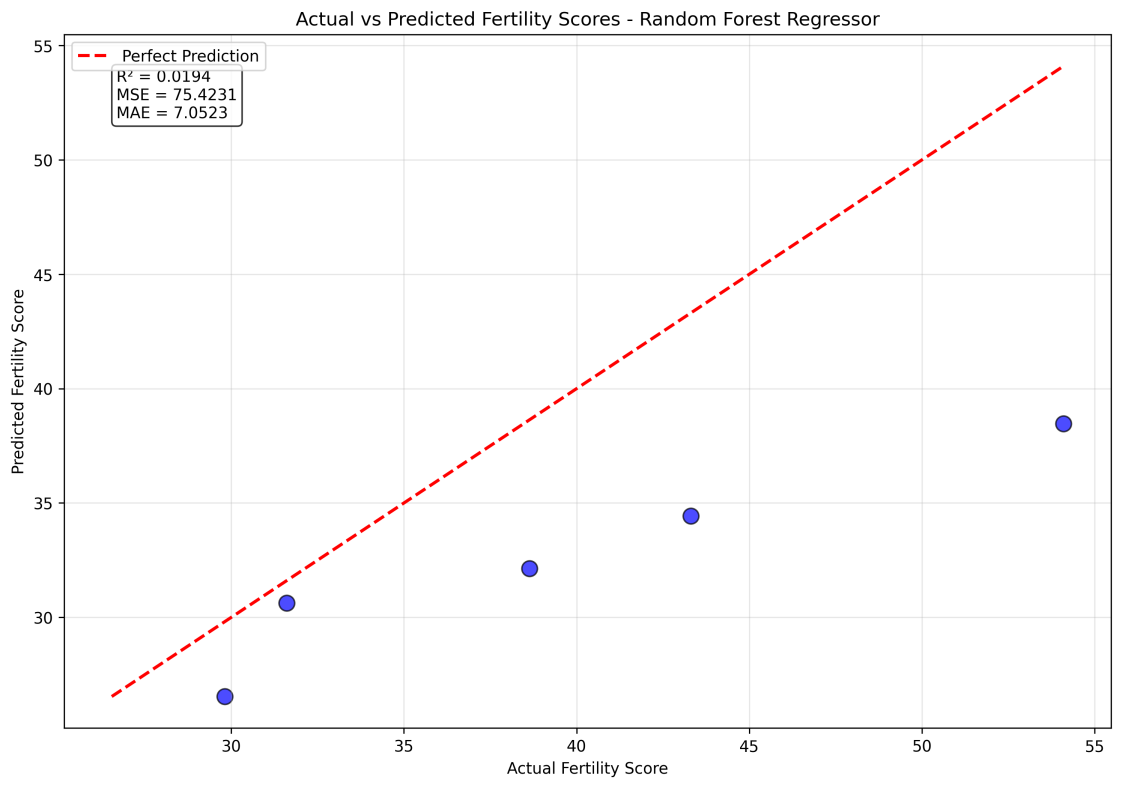 Actual vs Predicted Fertility Scores - Random Forest Regressor
Perfect Prediction
R² = 0.0194
MSE = 75.4231
MAE = 7.0523
Predicted Fertility Score
55
50
45
40
35
30
30 35 40 45 50 55
Actual Fertility Score